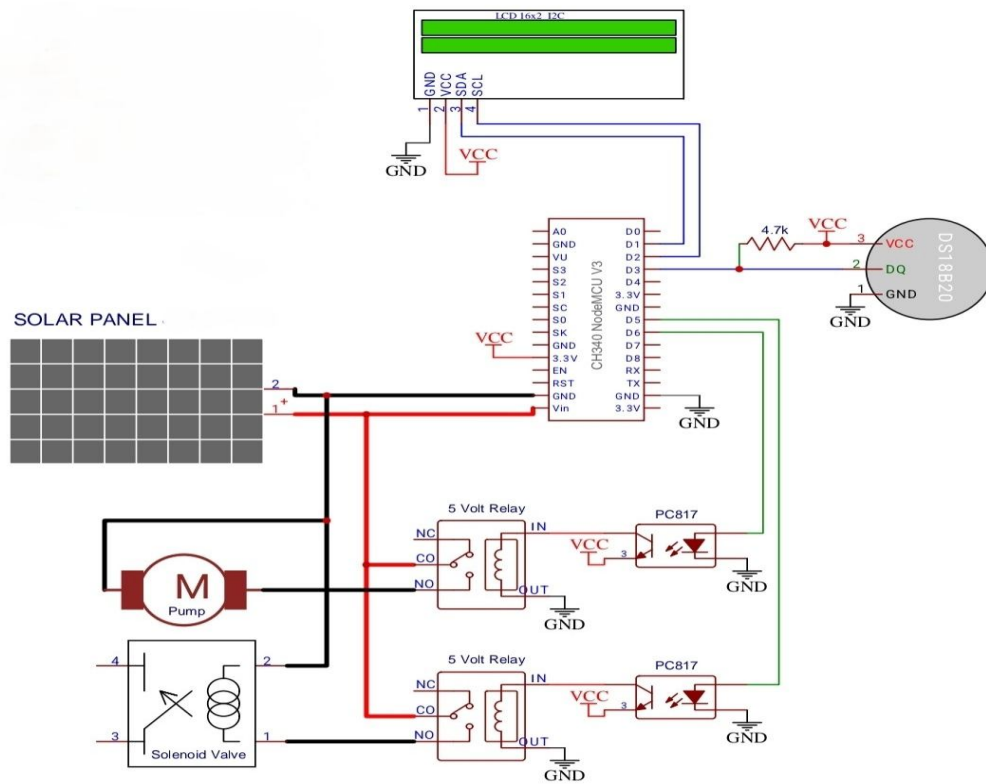 LCD 16x2 I2C
GND
VCC
SDA
SCL
1
2
3
4
GND
VCC
A0
GND
VU
S3
S2
S1
SC
S0
SK
GND
3.3V
EN
RST
GND
Vin
CH340 NodeMCU V3
D0
D1
D2
D3
D4
3.3V
GND
D5
D6
D7
D8
RX
TX
GND
3.3V
VCC
GND
4.7k
VCC
3
2
1
VCC
DQ
GND
DS18B20
GND
SOLAR PANEL
2
1
+
5 Volt Relay
NC
CO
NO
IN
OUT
GND
PC817
VCC
3
GND
M
Pump
4
3
2
1
Solenoid Valve
5 Volt Relay
NC
CO
NO
IN
OUT
GND
PC817
VCC
3
GND